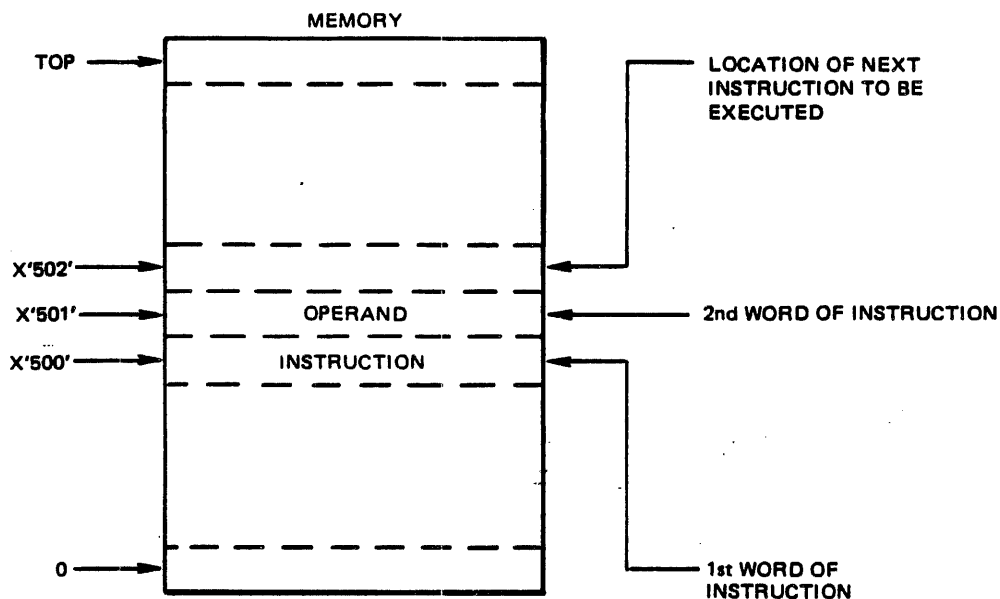 MEMORY
TOP
LOCATION OF NEXT
INSTRUCTION TO BE
EXECUTED
X'502'
X'501'
OPERAND
2nd WORD OF INSTRUCTION
X'500'
INSTRUCTION
0
1st WORD OF
INSTRUCTION